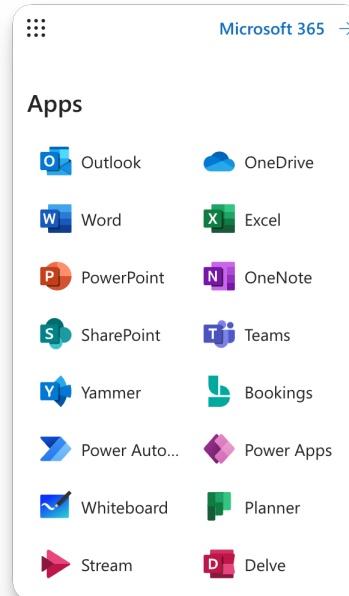 Microsoft 365
Apps
Outlook
OneDrive
Word
Excel
PowerPoint
OneNote
SharePoint
Teams
Yammer
Bookings
Power Auto...
Power Apps
Whiteboard
Planner
Stream
Delve